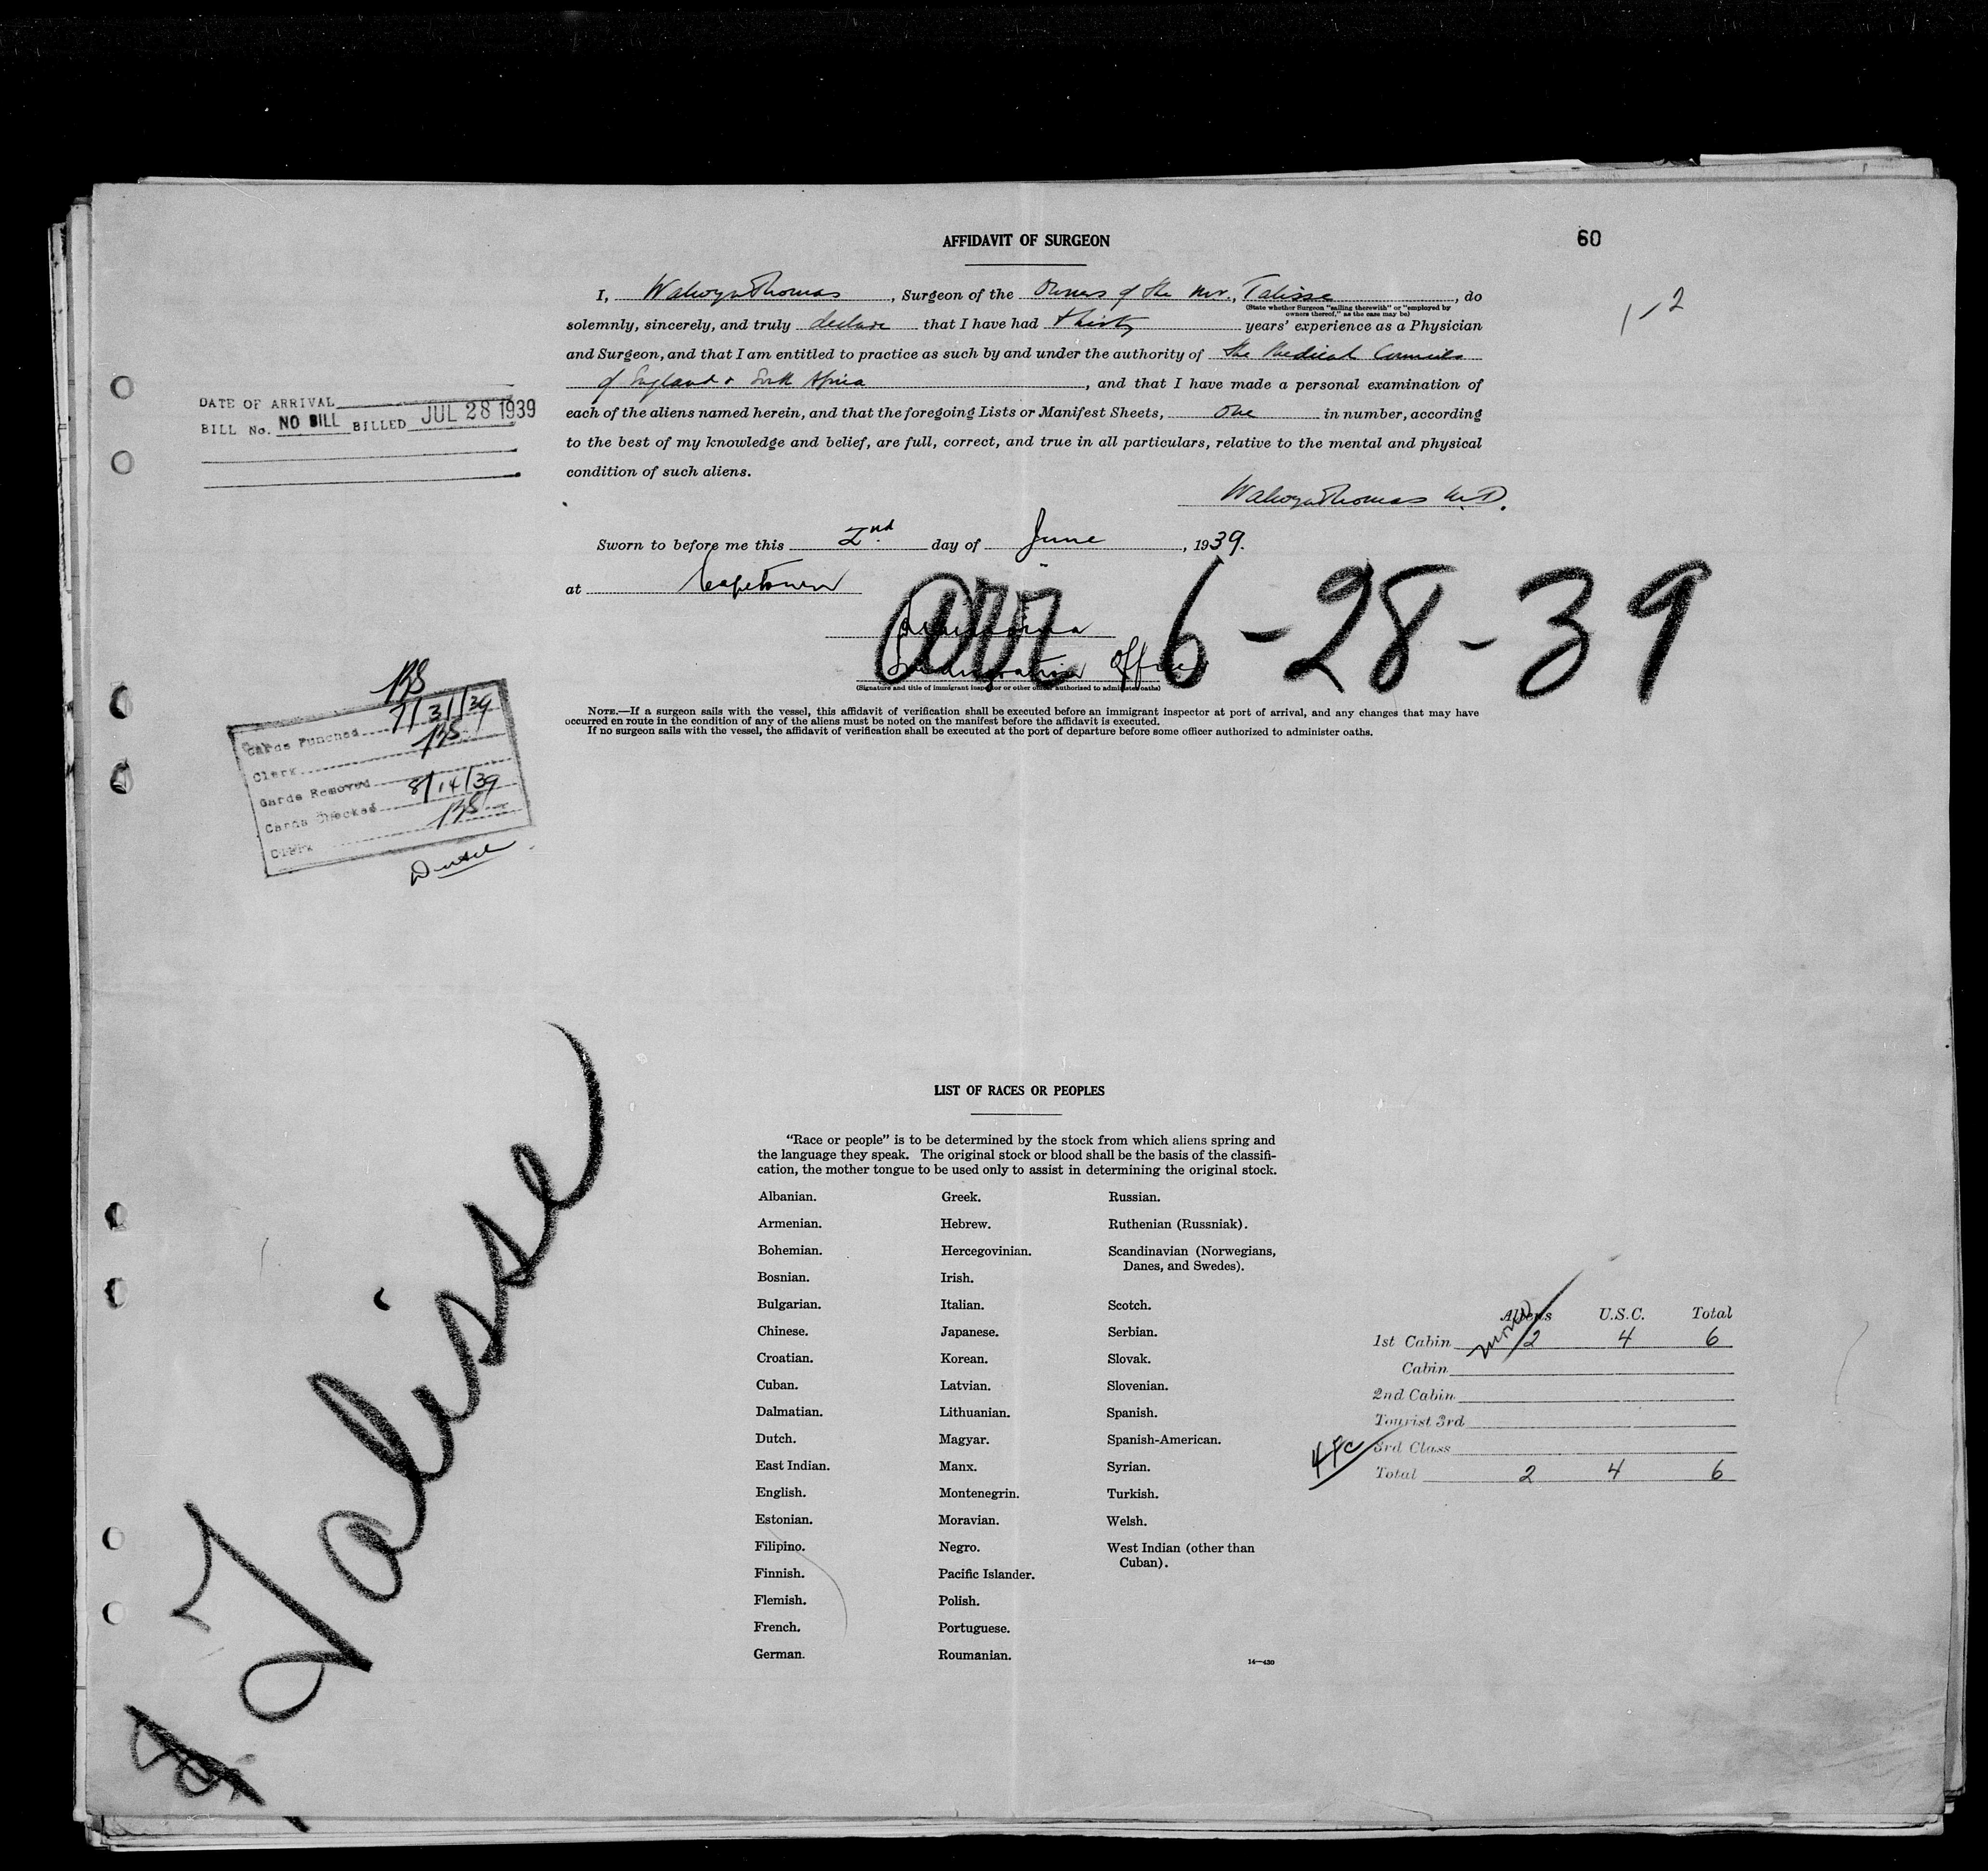 AFFIDAVIT OF SURGEON
60
I, Walwyn Thomas, Surgeon of the Owners of the mv., Talisse, do
(State whether Surgeon "sailing therewith" or "employed by
owners thereof," as the case may be)
1-2
solemnly, sincerely, and truly declare that I have had thirty years' experience as a Physician
and Surgeon, and that I am entitled to practice as such by and under the authority of the Medical Councils
of England & South Africa, and that I have made a personal examination of
each of the aliens named herein, and that the foregoing Lists or Manifest Sheets, one in number, according
to the best of my knowledge and belief, are full, correct, and true in all particulars, relative to the mental and physical
condition of such aliens.
DATE OF ARRIVAL
BILL No. NO BILL BILLED JUL 28 1939
Walwyn Thomas M.D.
Sworn to before me this 2nd day of June, 1939.
at Capetown
arr 6-28-39
Immigration Officer
(Signature and title of immigrant inspector or other officer authorized to administer oaths)
NOTE.—If a surgeon sails with the vessel, this affidavit of verification shall be executed before an immigrant inspector at port of arrival, and any changes that may have
occurred en route in the condition of any of the aliens must be noted on the manifest before the affidavit is executed.
If no surgeon sails with the vessel, the affidavit of verification shall be executed at the port of departure before some officer authorized to administer oaths.
Cards Punched 7/31/39
Clerk
Cards Removed
Cards Checked 8/14/39
Clerk
Dutch
Talisse
LIST OF RACES OR PEOPLES
"Race or people" is to be determined by the stock from which aliens spring and
the language they speak. The original stock or blood shall be the basis of the classifi-
cation, the mother tongue to be used only to assist in determining the original stock.
Albanian.
Armenian.
Bohemian.
Bosnian.
Bulgarian.
Chinese.
Croatian.
Cuban.
Dalmatian.
Dutch.
East Indian.
English.
Estonian.
Filipino.
Finnish.
Flemish.
French.
German.
Greek.
Hebrew.
Hercegovinian.
Irish.
Italian.
Japanese.
Korean.
Latvian.
Lithuanian.
Magyar.
Manx.
Montenegrin.
Moravian.
Negro.
Pacific Islander.
Polish.
Portuguese.
Roumanian.
Russian.
Ruthenian (Russniak).
Scandinavian (Norwegians,
Danes, and Swedes).
Scotch.
Serbian.
Slovak.
Slovenian.
Spanish.
Spanish-American.
Syrian.
Turkish.
Welsh.
West Indian (other than
Cuban).
14—430
Aliens U.S.C. Total
1st Cabin 2 4 6
Cabin
2nd Cabin
Tourist 3rd
3rd Class
Total 2 4 6